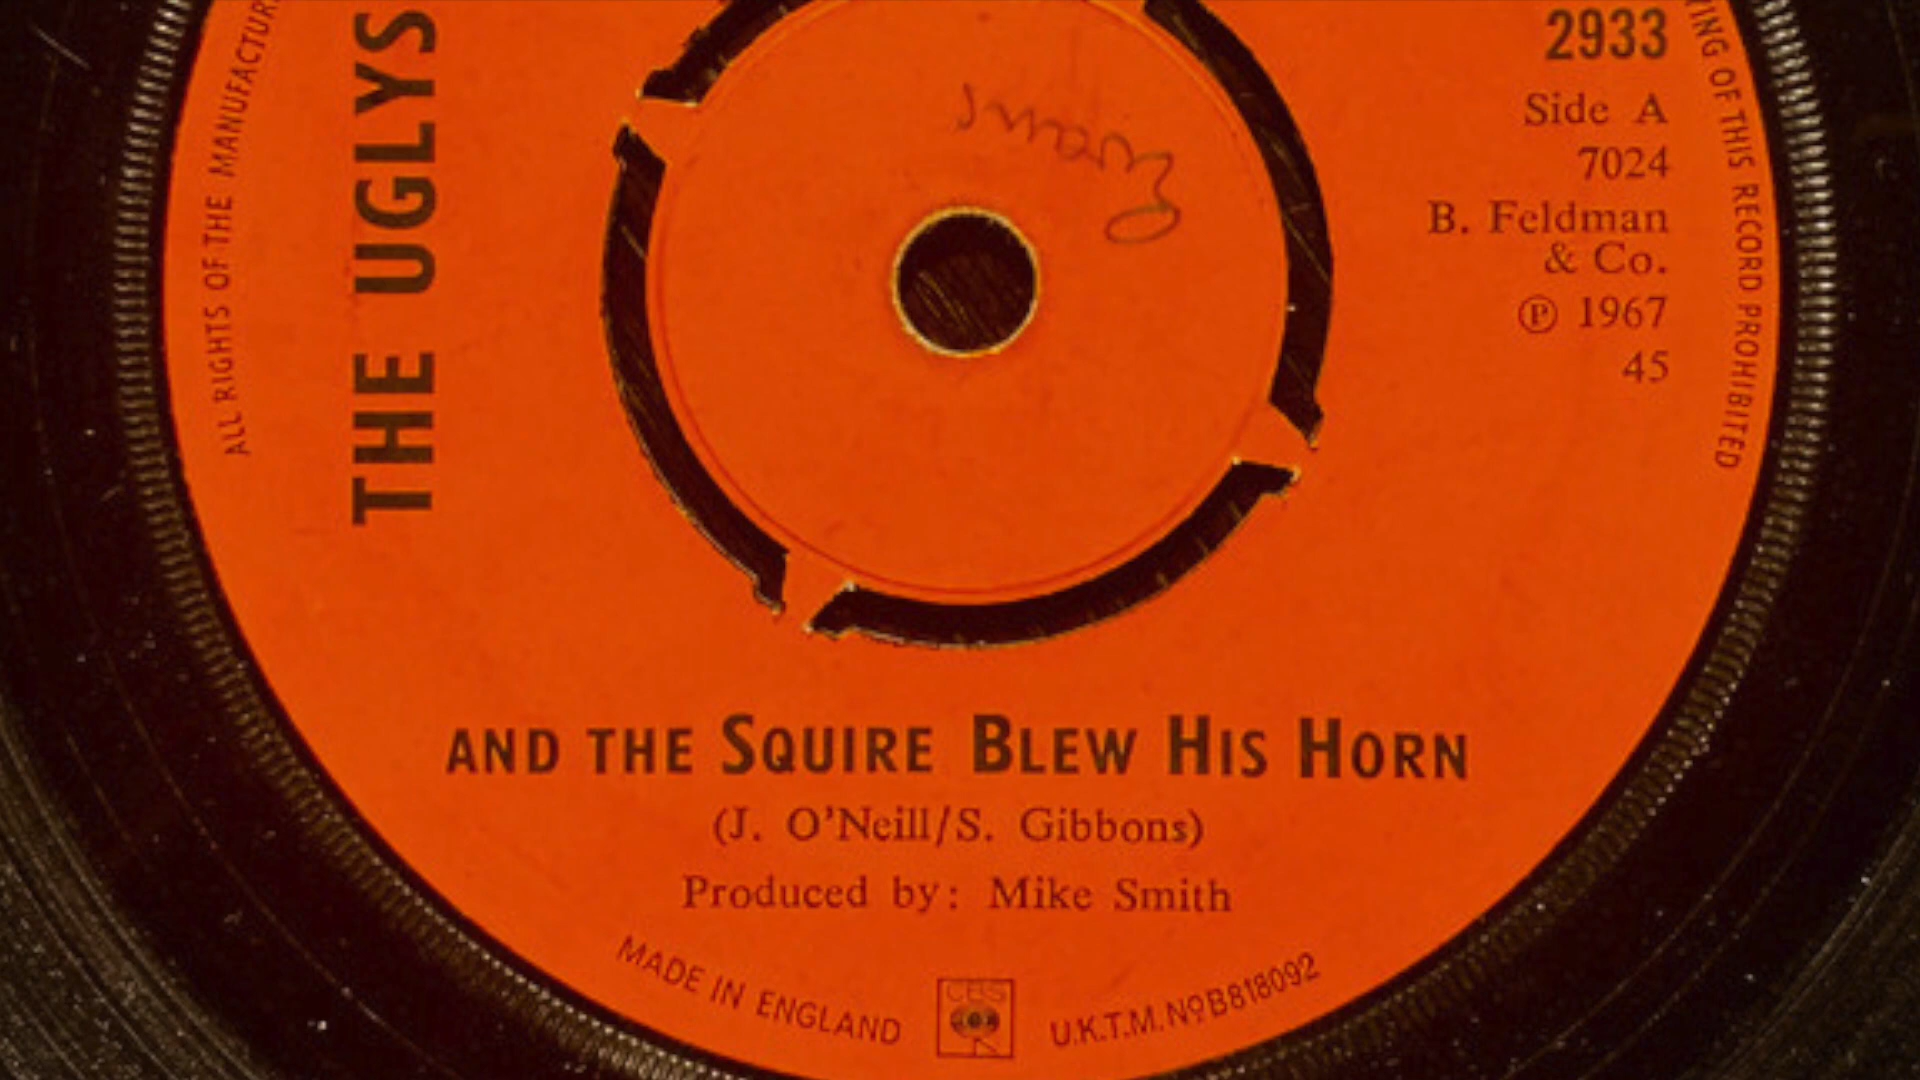 THE UGLYS
2933
Side A
7024
B. Feldman
& Co.
℗ 1967
45
Evans
ALL RIGHTS OF THE MANUFACTUR
ING OF THIS RECORD PROHIBITED
AND THE SQUIRE BLEW HIS HORN
(J. O'Neill/S. Gibbons)
Produced by: Mike Smith
MADE IN ENGLAND
CBS
U.K.T.M. Nº B818092